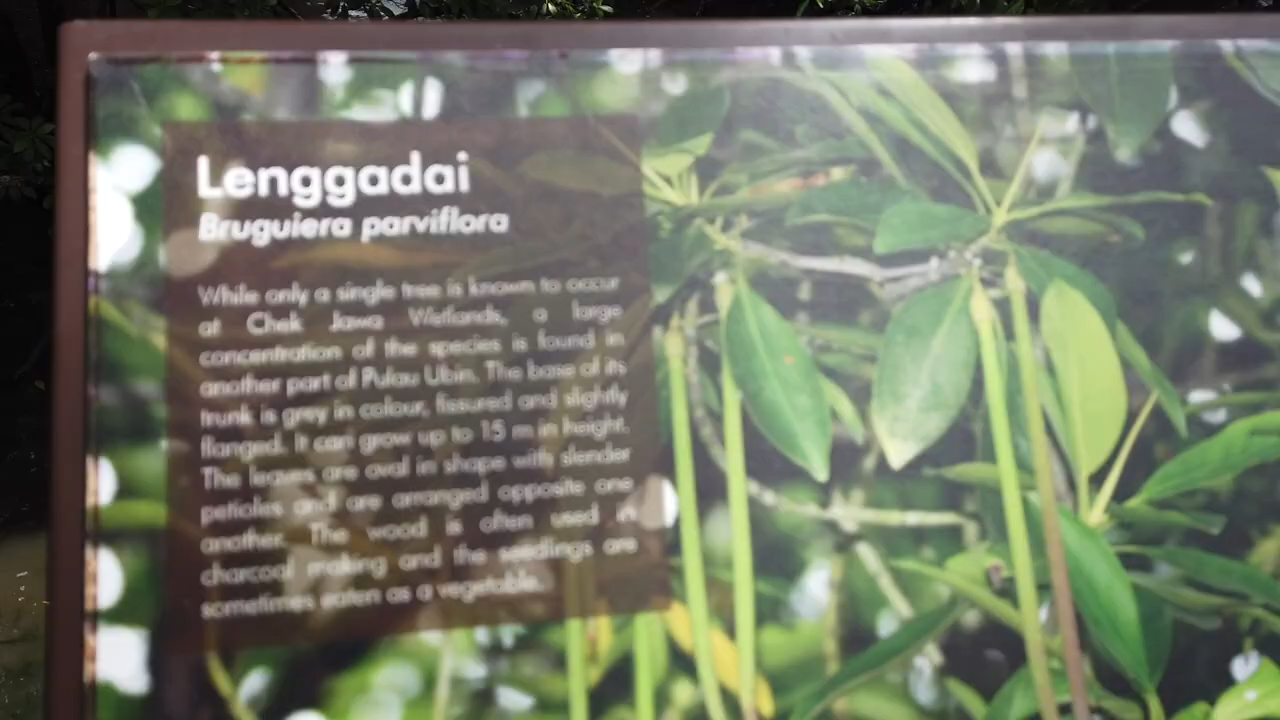 Lenggadai
Bruguiera parviflora
While only a single tree is known to occur
at Chek Jawa Wetlands, a large
concentration of the species is found in
another part of Pulau Ubin. The base of its
trunk is grey in colour, fissured and slightly
flanged. It can grow up to 15 m in height.
The leaves are oval in shape with slender
petioles and are arranged opposite one
another. The wood is often used in
charcoal making and the seedlings are
sometimes eaten as a vegetable.